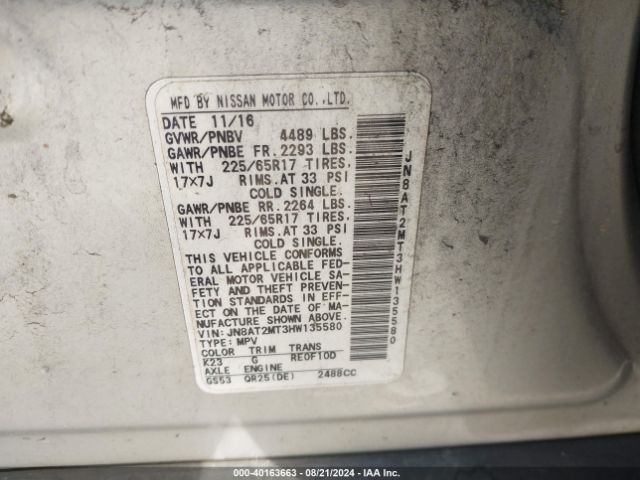 MFD BY NISSAN MOTOR CO.,LTD.
DATE 11/16
GVWR/PNBV 4489 LBS.
GAWR/PNBE FR. 2293 LBS.
WITH 225/65R17 TIRES.
17×7J RIMS. AT 33 PSI
COLD SINGLE.
GAWR/PNBE RR. 2264 LBS.
WITH 225/65R17 TIRES.
17×7J RIMS. AT 33 PSI
COLD SINGLE.
THIS VEHICLE CONFORMS
TO ALL APPLICABLE FED-
ERAL MOTOR VEHICLE SA-
FETY AND THEFT PREVEN-
TION STANDARDS IN EFF-
ECT ON THE DATE OF MA-
NUFACTURE SHOWN ABOVE.
VIN: JN8AT2MT3HW135580
TYPE: MPV
COLOR TRIM TRANS
K23 G RE0F10D
AXLE ENGINE
GS53 QR25(DE) 2488CC
JN8AT2MT3HW135580
000-40163663 - 08/21/2024 - IAA Inc.